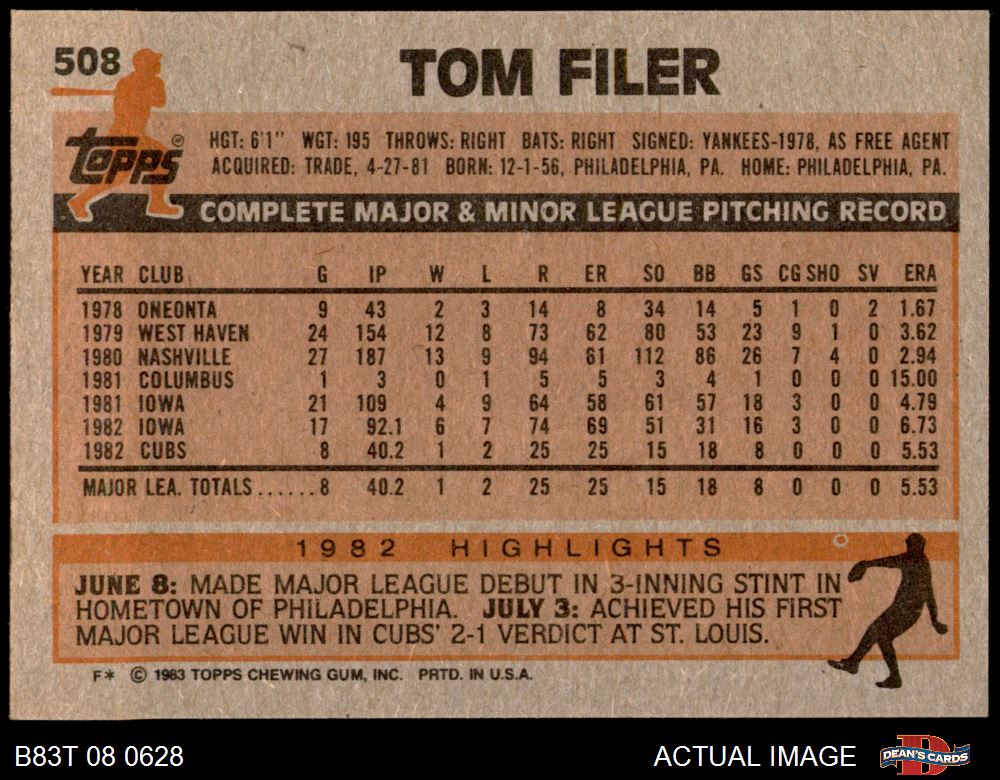 508
TOM FILER
Topps
HGT: 6'1" WGT: 195 THROWS: RIGHT BATS: RIGHT SIGNED: YANKEES-1978, AS FREE AGENT
ACQUIRED: TRADE, 4-27-81 BORN: 12-1-56, PHILADELPHIA, PA. HOME: PHILADELPHIA, PA.
COMPLETE MAJOR & MINOR LEAGUE PITCHING RECORD
YEAR CLUB G IP W L R ER SO BB GS CG SHO SV ERA
1978 ONEONTA 9 43 2 3 14 8 34 14 5 1 0 2 1.67
1979 WEST HAVEN 24 154 12 8 73 62 80 53 23 9 1 0 3.62
1980 NASHVILLE 27 187 13 9 94 61 112 86 26 7 4 0 2.94
1981 COLUMBUS 1 3 0 1 5 5 3 4 1 0 0 0 15.00
1981 IOWA 21 109 4 9 64 58 61 57 18 3 0 0 4.79
1982 IOWA 17 92.1 6 7 74 69 51 31 16 3 0 0 6.73
1982 CUBS 8 40.2 1 2 25 25 15 18 8 0 0 0 5.53
MAJOR LEA. TOTALS......8 40.2 1 2 25 25 15 18 8 0 0 0 5.53
1982 HIGHLIGHTS
JUNE 8: MADE MAJOR LEAGUE DEBUT IN 3-INNING STINT IN
HOMETOWN OF PHILADELPHIA. JULY 3: ACHIEVED HIS FIRST
MAJOR LEAGUE WIN IN CUBS' 2-1 VERDICT AT ST. LOUIS.
F* © 1983 TOPPS CHEWING GUM, INC. PRTD. IN U.S.A.
B83T 08 0628 ACTUAL IMAGE DEAN'S CARDS